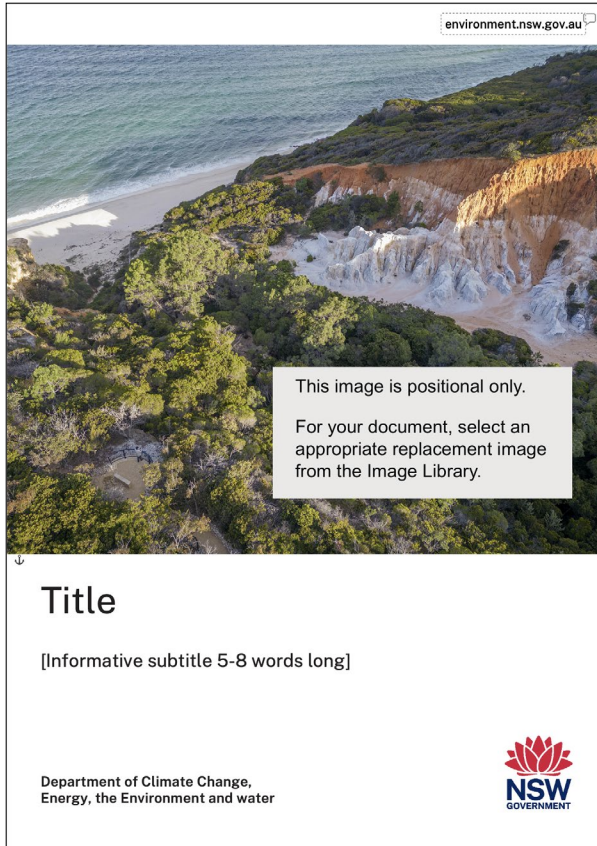 environment.nsw.gov.au
This image is positional only.
For your document, select an
appropriate replacement image
from the Image Library.
Title
[Informative subtitle 5-8 words long]
Department of Climate Change,
Energy, the Environment and water
NSW
GOVERNMENT